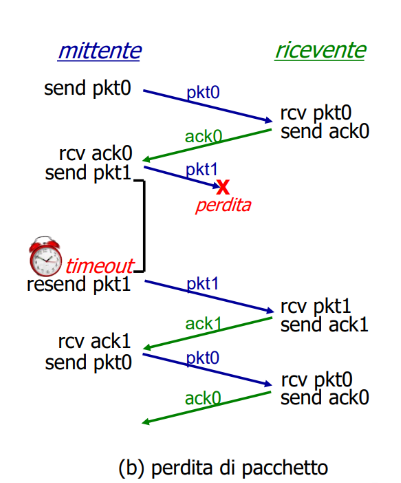 mittente
ricevente
send pkt0
pkt0
rcv pkt0
send ack0
ack0
rcv ack0
send pkt1
pkt1
X
perdita
timeout
resend pkt1
pkt1
rcv pkt1
send ack1
ack1
rcv ack1
send pkt0
pkt0
rcv pkt0
send ack0
ack0
(b) perdita di pacchetto